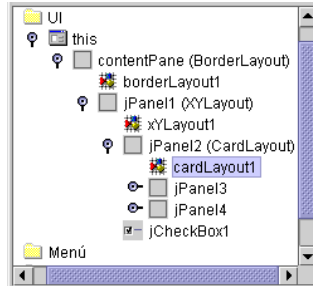 UI
this
contentPane (BorderLayout)
borderLayout1
jPanel1 (XYLayout)
xYLayout1
jPanel2 (CardLayout)
cardLayout1
jPanel3
jPanel4
jCheckBox1
Menú